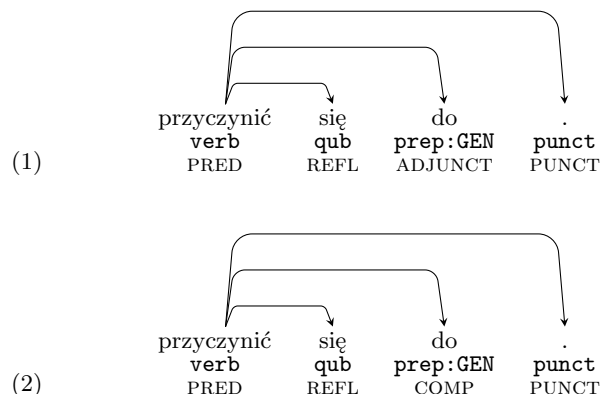 przyczynić się do .
verb qub prep:GEN punct
(1) PRED REFL ADJUNCT PUNCT
przyczynić się do .
verb qub prep:GEN punct
(2) PRED REFL COMP PUNCT